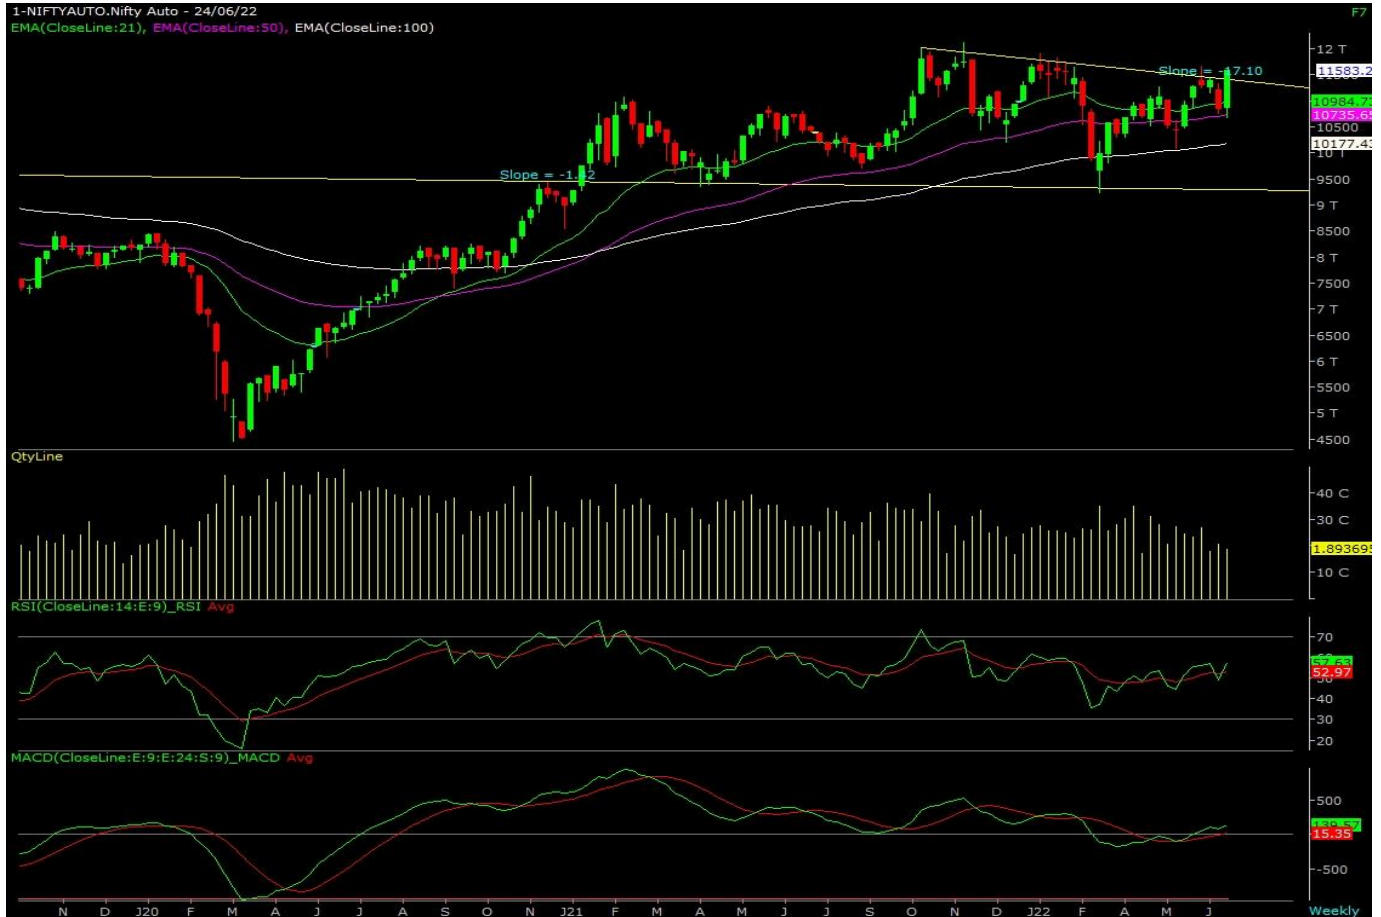 1-NIFTYAUTO.Nifty Auto - 24/06/22 F7
EMA(CloseLine:21), EMA(CloseLine:50), EMA(CloseLine:100)
12 T
Slope = -17.10
11583.2
10984.73
10735.65
10500
10177.43
Slope = -1.42
9500
9 T
8500
8 T
7500
7 T
6500
6 T
5500
5 T
4500
QtyLine
40 C
30 C
1.893695
10 C
RSI(CloseLine:14:E:9)_RSI Avg
70
57.63
52.97
40
30
20
MACD(CloseLine:E:9:E:24:S:9)_MACD Avg
500
139.57
15.35
-500
N D J20 F M A J J A S O N J21 F M A M J J S O N D J22 F A M J Weekly